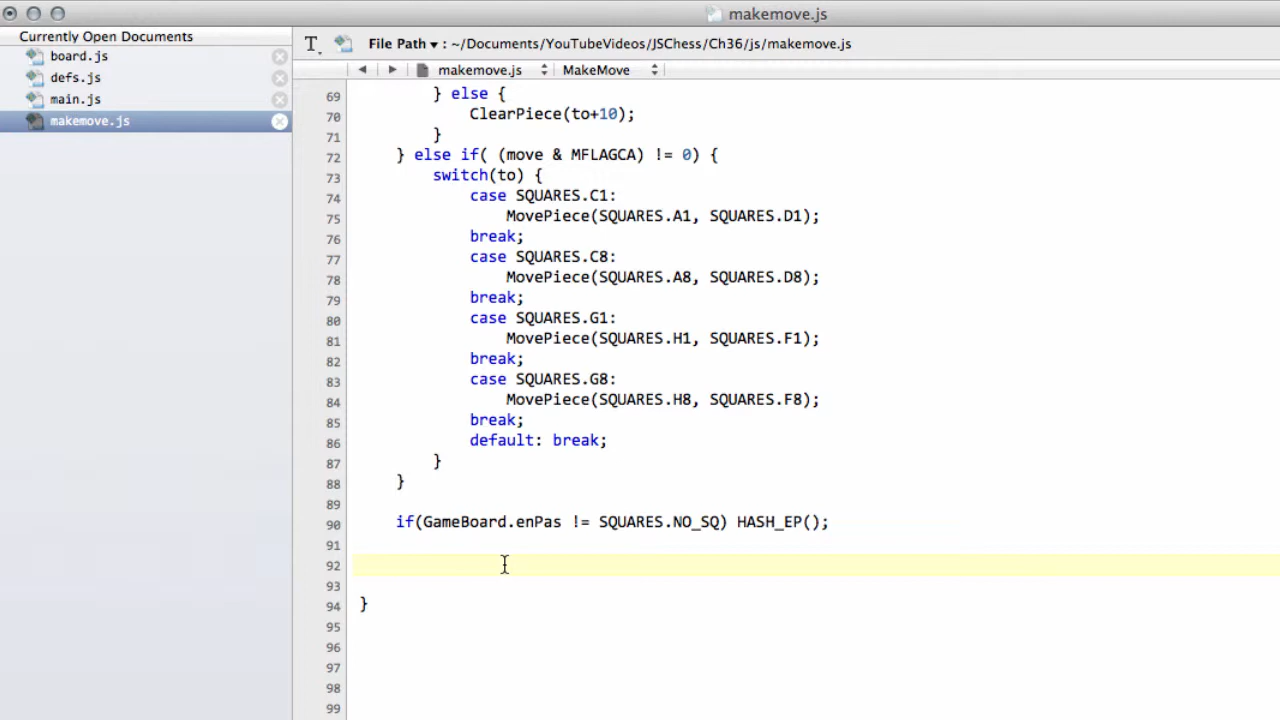 makemove.js
Currently Open Documents
board.js
defs.js
main.js
makemove.js
T. File Path ▾ : ~/Documents/YouTubeVideos/JSChess/Ch36/js/makemove.js
makemove.js MakeMove
69 } else {
70 ClearPiece(to+10);
71 }
72 } else if( (move & MFLAGCA) != 0) {
73 switch(to) {
74 case SQUARES.C1:
75 MovePiece(SQUARES.A1, SQUARES.D1);
76 break;
77 case SQUARES.C8:
78 MovePiece(SQUARES.A8, SQUARES.D8);
79 break;
80 case SQUARES.G1:
81 MovePiece(SQUARES.H1, SQUARES.F1);
82 break;
83 case SQUARES.G8:
84 MovePiece(SQUARES.H8, SQUARES.F8);
85 break;
86 default: break;
87 }
88 }
89
90 if(GameBoard.enPas != SQUARES.NO_SQ) HASH_EP();
91
92
93
94 }
95
96
97
98
99